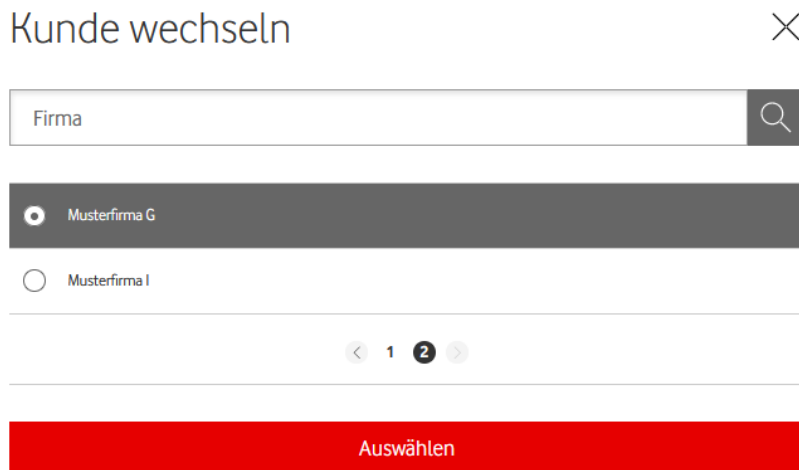 Kunde wechseln
Firma
Musterfirma G
Musterfirma I
1 2
Auswählen